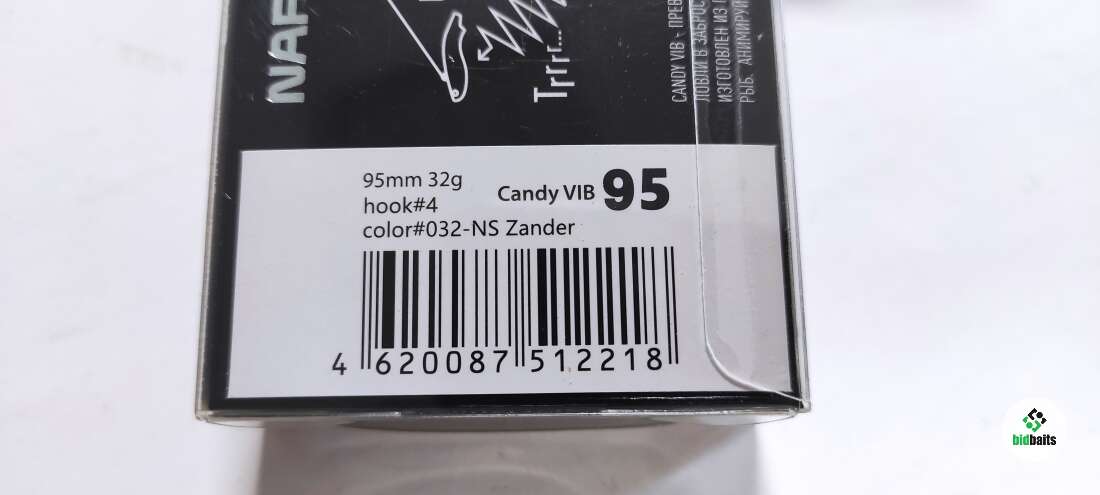 NAF
Trrrr...
CANDY VIB - ПРЕВ
ЛОВЛИ В ЗАБРОС
ИЗГОТОВЛЕН ИЗ
РЫБ. АНИМИРУЙ
95mm 32g
hook#4
color#032-NS Zander
Candy VIB 95
4 620087 512218
bidbaits